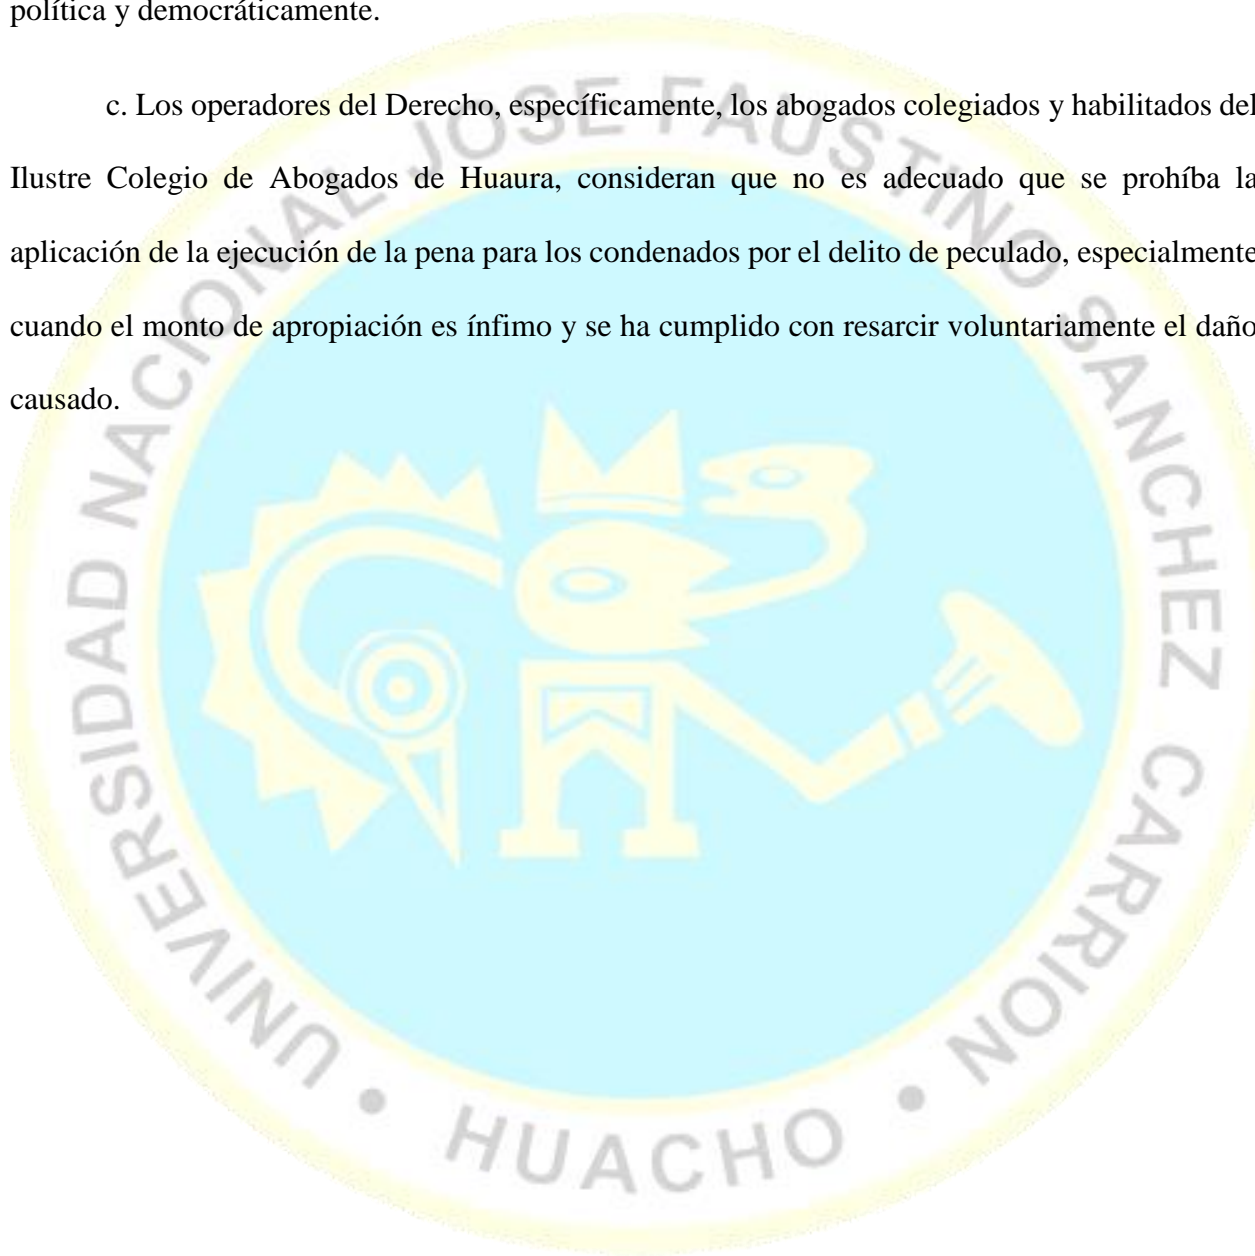 política y democráticamente.
c. Los operadores del Derecho, específicamente, los abogados colegiados y habilitados del
Ilustre Colegio de Abogados de Huaura, consideran que no es adecuado que se prohíba la
aplicación de la ejecución de la pena para los condenados por el delito de peculado, especialmente
cuando el monto de apropiación es ínfimo y se ha cumplido con resarcir voluntariamente el daño
causado.
UNIVERSIDAD NACIONAL JOSE FAUSTINO SANCHEZ CARRION • HUACHO •